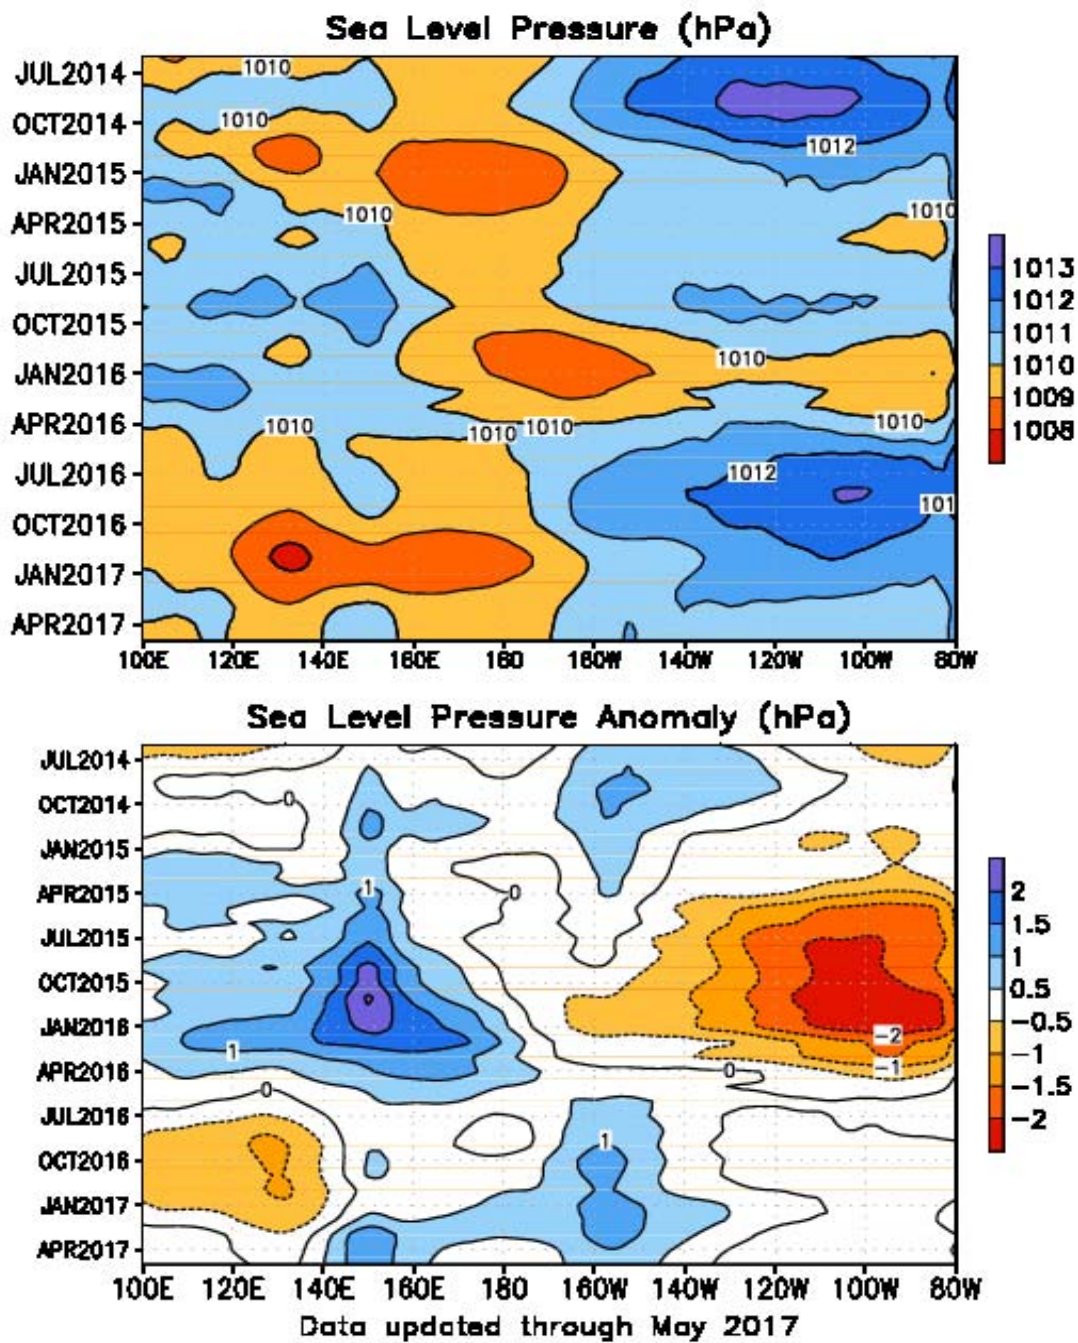 Sea Level Pressure (hPa)
1010
JUL2014
1010
OCT2014
1012
JAN2015
1010
1010
APR2015
JUL2015
OCT2015
1010
JAN2016
1010
1010
1010
1010
APR2016
1012
JUL2016
101
OCT2016
JAN2017
APR2017
100E 120E 140E 160E 180 160W 140W 120W 100W 80W
1013
1012
1011
1010
1009
1008
Sea Level Pressure Anomaly (hPa)
JUL2014
0
OCT2014
JAN2015
1
0
APR2015
JUL2015
OCT2015
JAN2016
-2
1
-1
0
APR2016
0
JUL2016
1
OCT2016
JAN2017
APR2017
100E 120E 140E 160E 180 160W 140W 120W 100W 80W
2
1.5
1
0.5
-0.5
-1
-1.5
-2
Data updated through May 2017